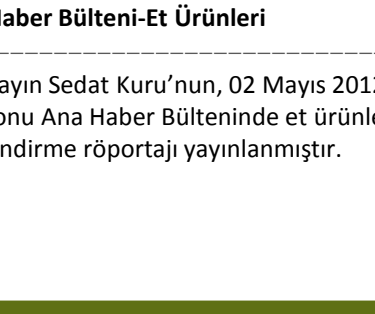 Haber Bülteni-Et Ürünleri
ayın Sedat Kuru’nun, 02 Mayıs 2012
onu Ana Haber Bülteninde et ürünle
ndirme röportajı yayınlanmıştır.